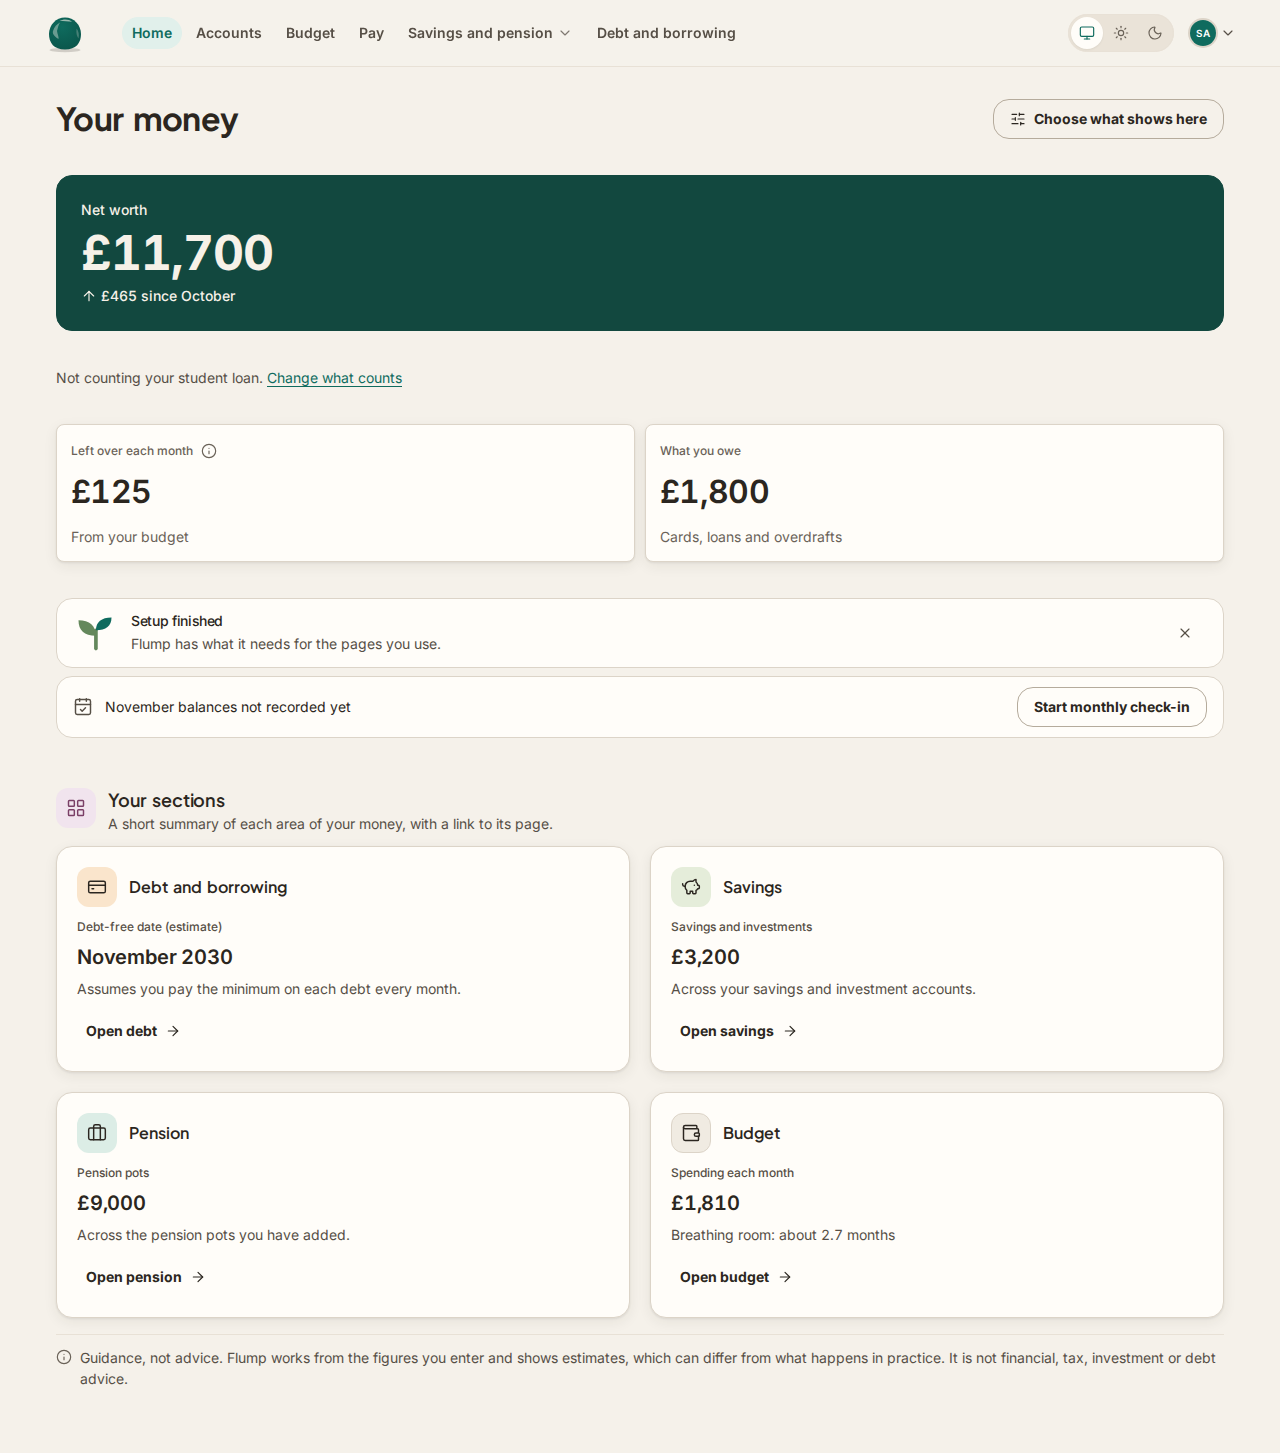 Home
Accounts
Budget
Pay
Savings and pension
Debt and borrowing
SA
Your money
Choose what shows here
Net worth
£11,700
↑ £465 since October
Not counting your student loan. Change what counts
Left over each month
£125
From your budget
What you owe
£1,800
Cards, loans and overdrafts
Setup finished
Flump has what it needs for the pages you use.
November balances not recorded yet
Start monthly check-in
Your sections
A short summary of each area of your money, with a link to its page.
Debt and borrowing
Debt-free date (estimate)
November 2030
Assumes you pay the minimum on each debt every month.
Open debt →
Savings
Savings and investments
£3,200
Across your savings and investment accounts.
Open savings →
Pension
Pension pots
£9,000
Across the pension pots you have added.
Open pension →
Budget
Spending each month
£1,810
Breathing room: about 2.7 months
Open budget →
Guidance, not advice. Flump works from the figures you enter and shows estimates, which can differ from what happens in practice. It is not financial, tax, investment or debt
advice.